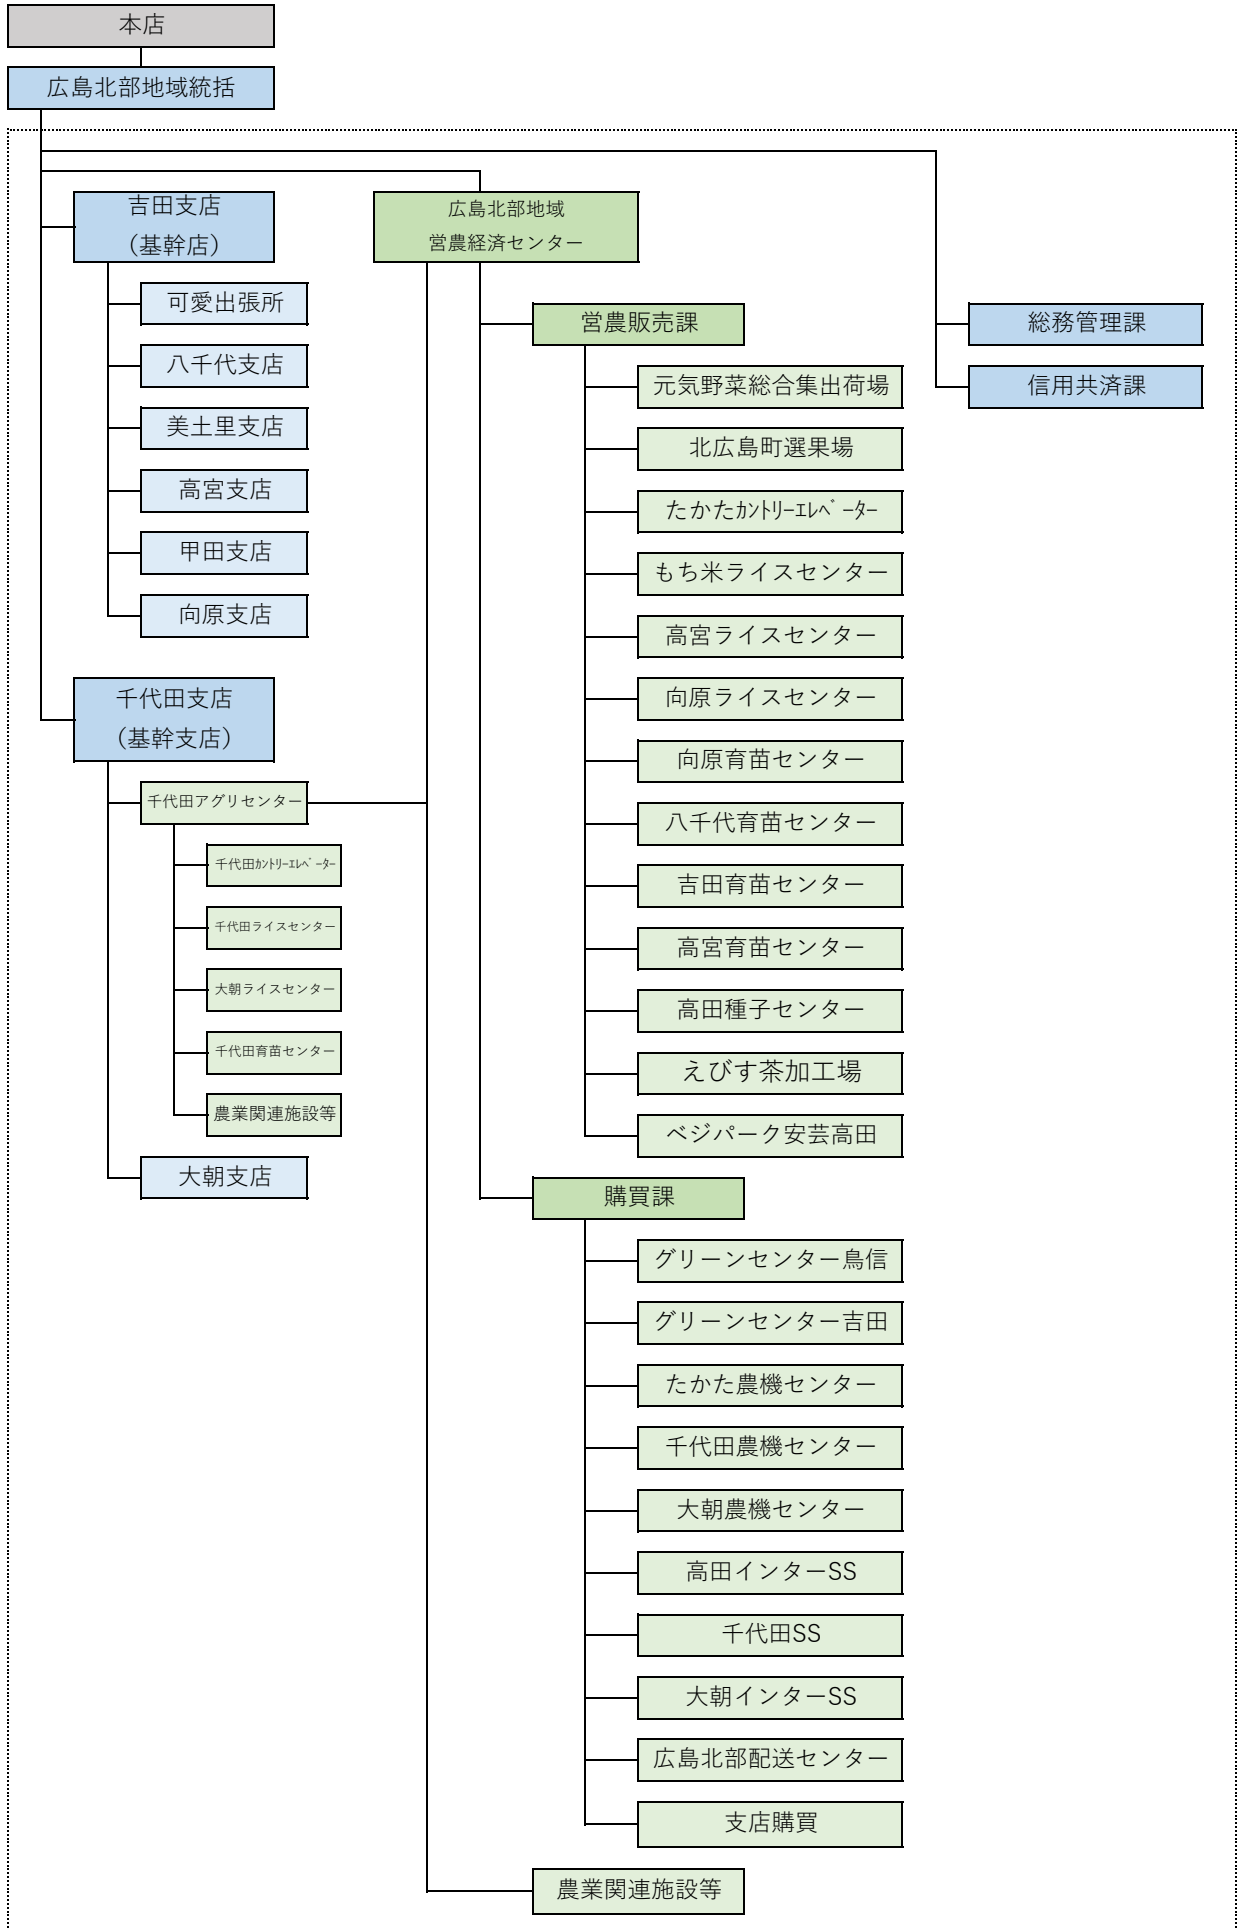 本店
広島北部地域統括
吉田支店
（基幹店）
可愛出張所
八千代支店
美土里支店
高宮支店
甲田支店
向原支店
千代田支店
（基幹支店）
千代田アグリセンター
千代田ｶﾝﾄﾘｰｴﾚﾍﾞｰﾀｰ
千代田ライスセンター
大朝ライスセンター
千代田育苗センター
農業関連施設等
大朝支店
広島北部地域
営農経済センター
営農販売課
元気野菜総合集出荷場
北広島町選果場
たかたｶﾝﾄﾘｰｴﾚﾍﾞｰﾀｰ
もち米ライスセンター
高宮ライスセンター
向原ライスセンター
向原育苗センター
八千代育苗センター
吉田育苗センター
高宮育苗センター
高田種子センター
えびす茶加工場
ベジパーク安芸高田
購買課
グリーンセンター鳥信
グリーンセンター吉田
たかた農機センター
千代田農機センター
大朝農機センター
高田インターSS
千代田SS
大朝インターSS
広島北部配送センター
支店購買
農業関連施設等
総務管理課
信用共済課